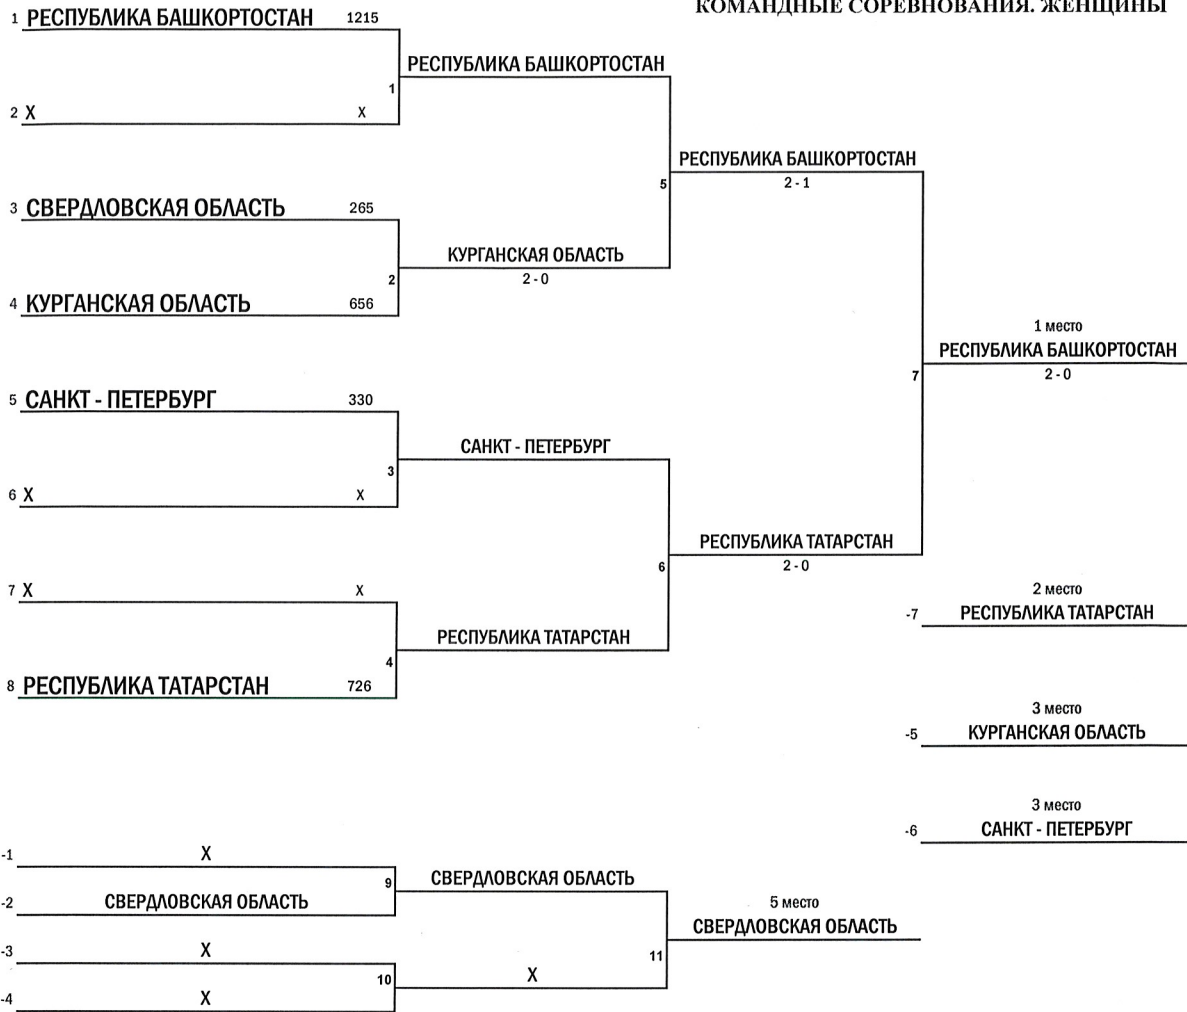 КОМАНДНЫЕ СОРЕВНОВАНИЯ. ЖЕНЩИНЫ
1 РЕСПУБЛИКА БАШКОРТОСТАН 1215
РЕСПУБЛИКА БАШКОРТОСТАН
1
2 X X
РЕСПУБЛИКА БАШКОРТОСТАН
5 2 - 1
3 СВЕРДЛОВСКАЯ ОБЛАСТЬ 265
КУРГАНСКАЯ ОБЛАСТЬ
2 2 - 0
4 КУРГАНСКАЯ ОБЛАСТЬ 656
1 место
РЕСПУБЛИКА БАШКОРТОСТАН
7 2 - 0
5 САНКТ - ПЕТЕРБУРГ 330
САНКТ - ПЕТЕРБУРГ
3
6 X X
РЕСПУБЛИКА ТАТАРСТАН
6 2 - 0
7 X X
2 место
-7 РЕСПУБЛИКА ТАТАРСТАН
РЕСПУБЛИКА ТАТАРСТАН
4
8 РЕСПУБЛИКА ТАТАРСТАН 726
3 место
-5 КУРГАНСКАЯ ОБЛАСТЬ
3 место
-6 САНКТ - ПЕТЕРБУРГ
-1 X
9 СВЕРДЛОВСКАЯ ОБЛАСТЬ
-2 СВЕРДЛОВСКАЯ ОБЛАСТЬ
5 место
СВЕРДЛОВСКАЯ ОБЛАСТЬ
-3 X
11
10 X
-4 X